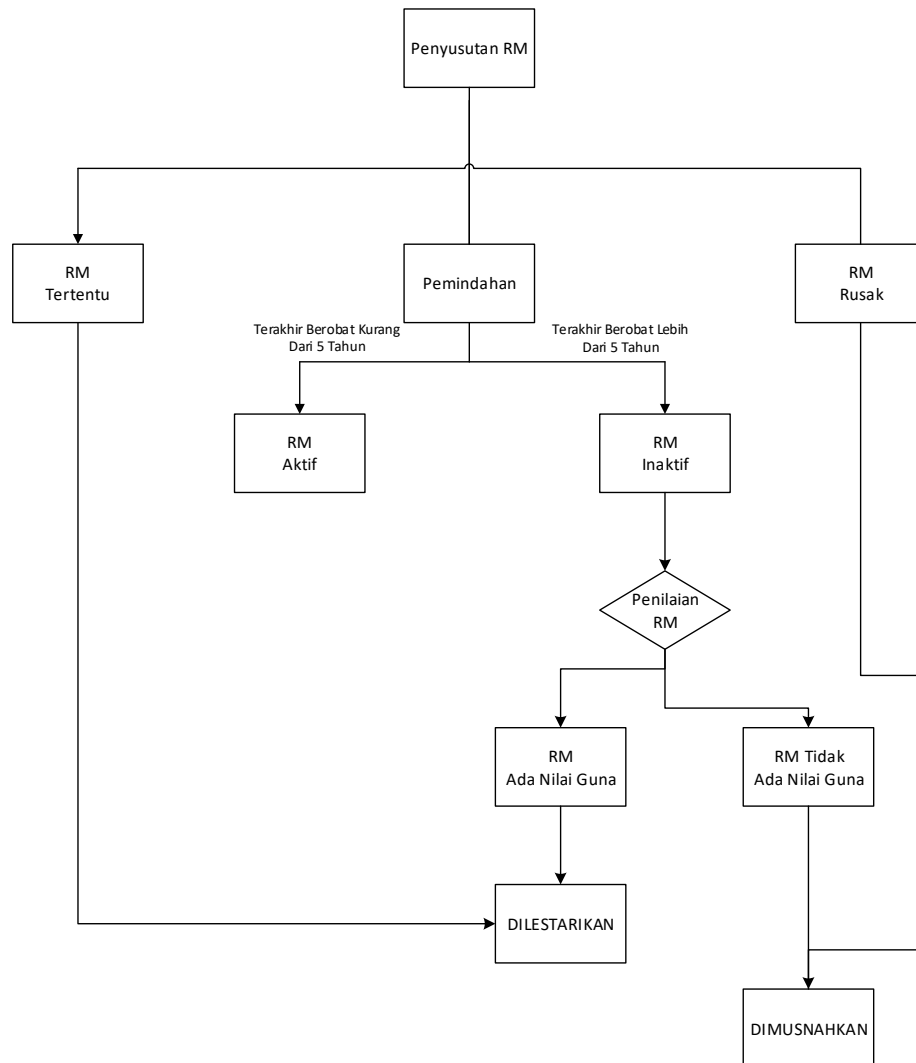 Penyusutan RM
RM
Tertentu
Pemindahan
RM
Rusak
Terakhir Berobat Kurang
Dari 5 Tahun
Terakhir Berobat Lebih
Dari 5 Tahun
RM
Aktif
RM
Inaktif
Penilaian
RM
RM
Ada Nilai Guna
RM Tidak
Ada Nilai Guna
DILESTARIKAN
DIMUSNAHKAN